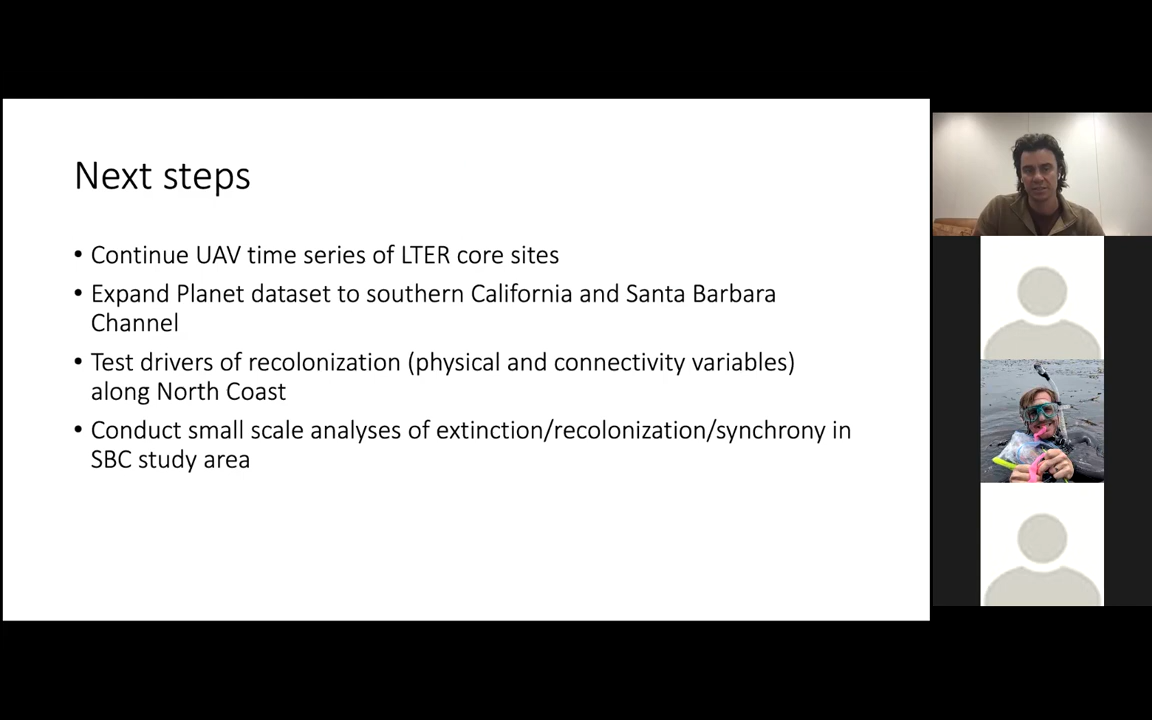 Next steps
• Continue UAV time series of LTER core sites
• Expand Planet dataset to southern California and Santa Barbara
Channel
• Test drivers of recolonization (physical and connectivity variables)
along North Coast
• Conduct small scale analyses of extinction/recolonization/synchrony in
SBC study area